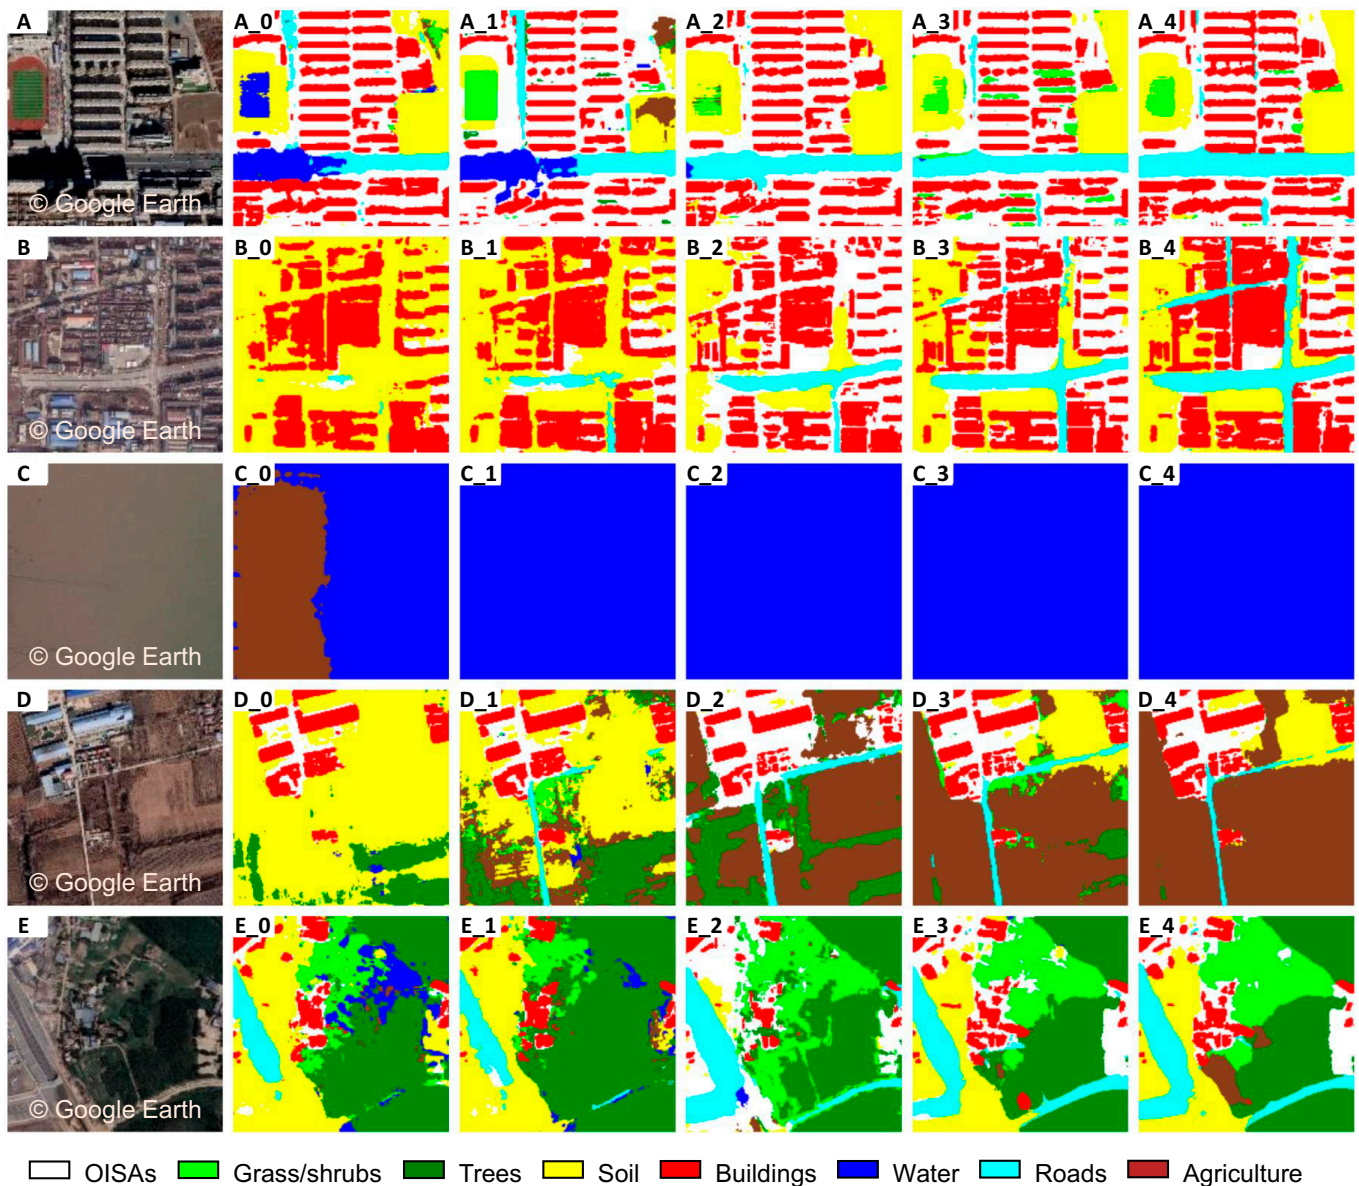 A A_0 A_1 A_2 A_3 A_4
© Google Earth
B B_0 B_1 B_2 B_3 B_4
© Google Earth
C C_0 C_1 C_2 C_3 C_4
© Google Earth
D D_0 D_1 D_2 D_3 D_4
© Google Earth
E E_0 E_1 E_2 E_3 E_4
© Google Earth
OISAs Grass/shrubs Trees Soil Buildings Water Roads Agriculture